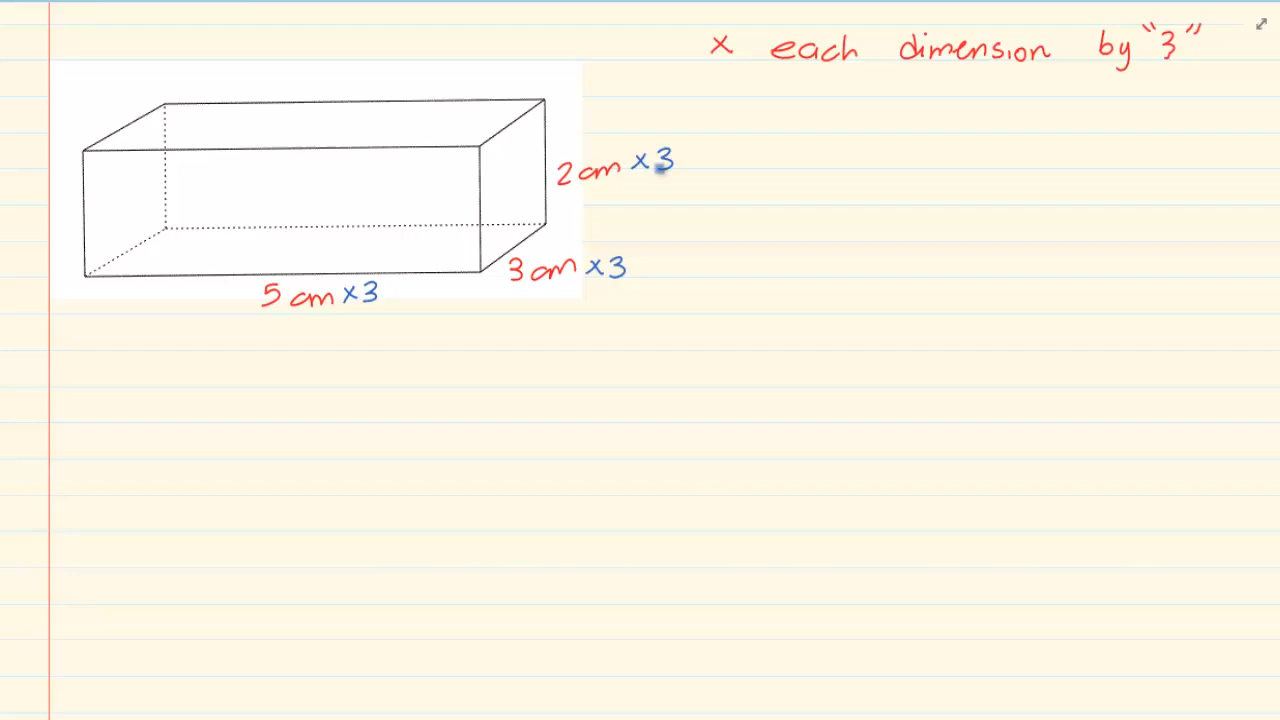 × each dimension by "3"
2 cm × 3
3 cm × 3
5 cm × 3